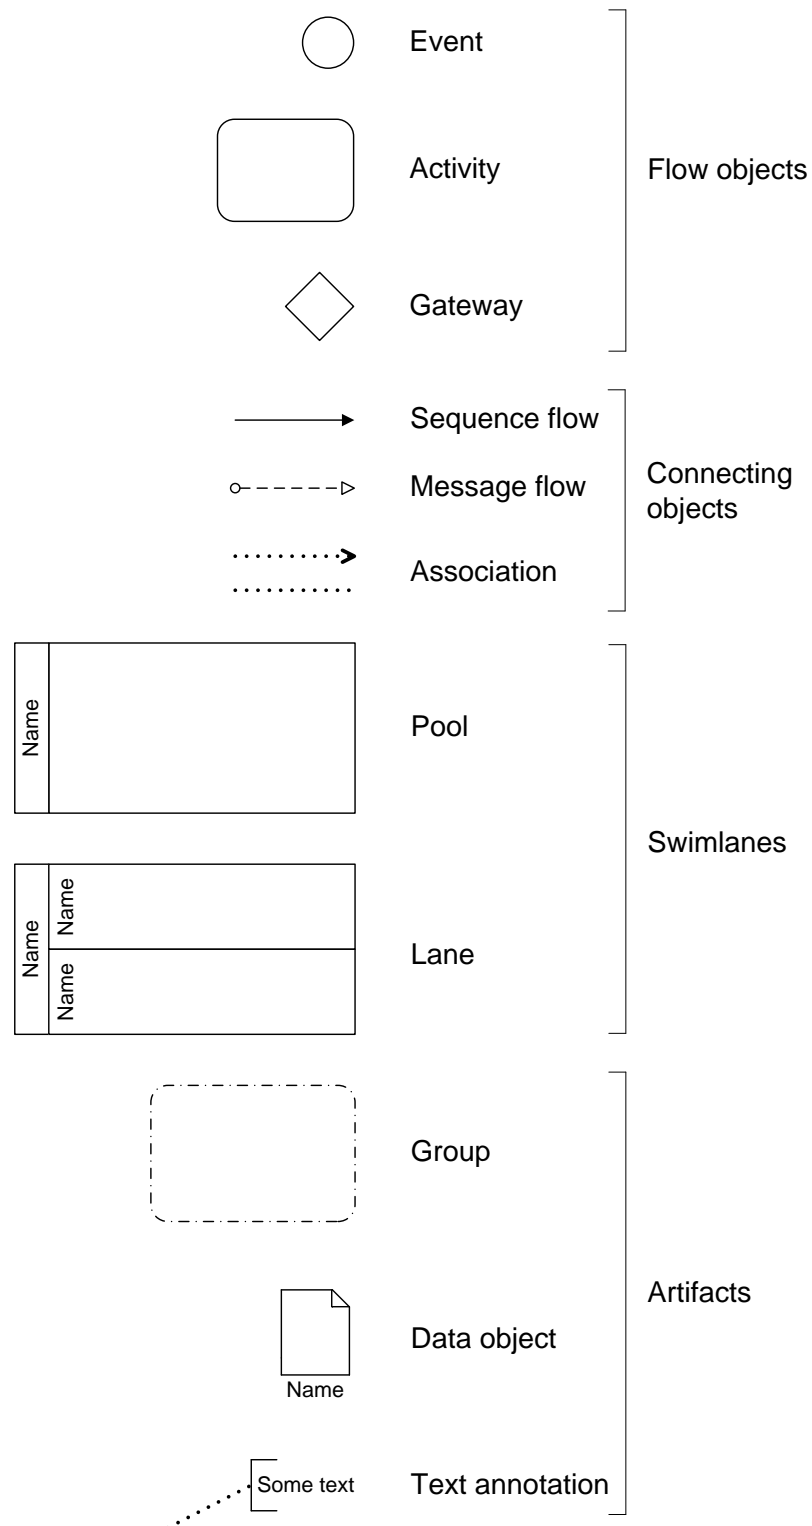 Event
Activity
Flow objects
Gateway
Sequence flow
Message flow
Connecting
objects
Association
Name
Pool
Swimlanes
Name
Name
Name
Lane
Group
Artifacts
Data object
Name
Some text
Text annotation